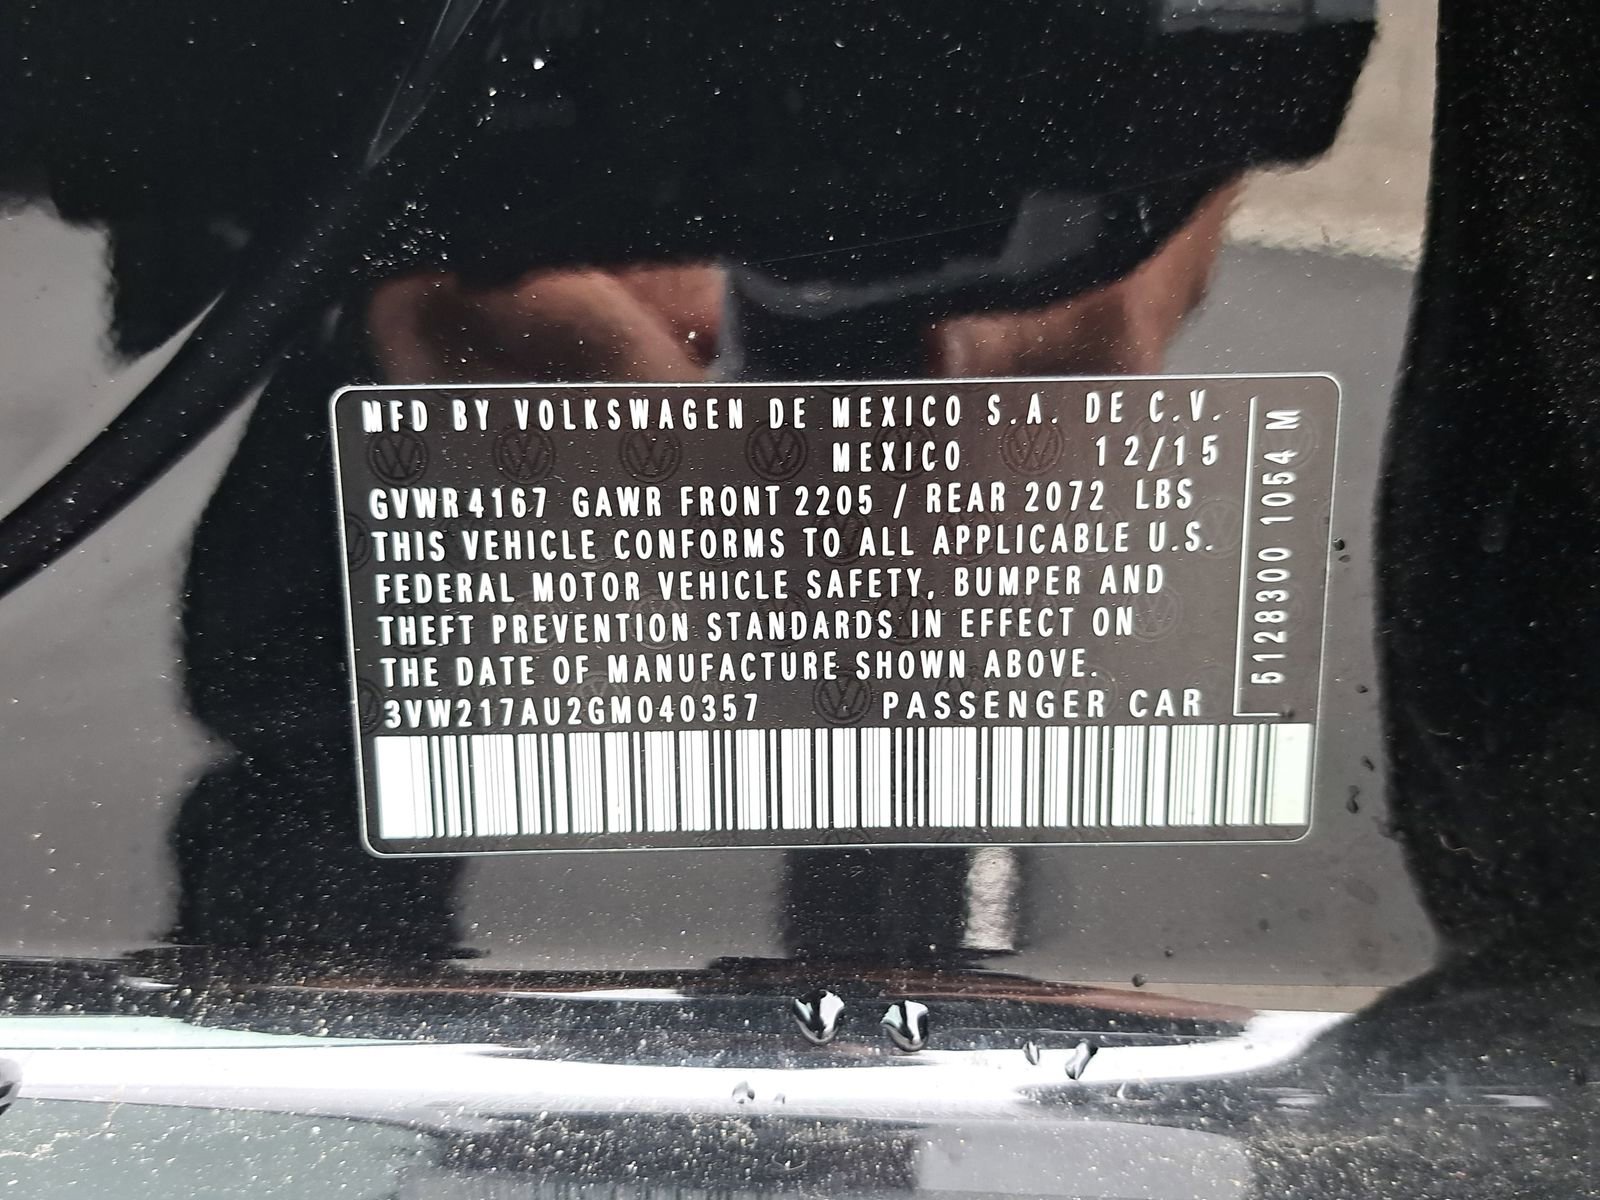 MFD BY VOLKSWAGEN DE MEXICO S.A. DE C.V.
MEXICO 12/15
GVWR 4167 GAWR FRONT 2205 / REAR 2072 LBS
THIS VEHICLE CONFORMS TO ALL APPLICABLE U.S.
FEDERAL MOTOR VEHICLE SAFETY, BUMPER AND
THEFT PREVENTION STANDARDS IN EFFECT ON
THE DATE OF MANUFACTURE SHOWN ABOVE.
3VW217AU2GM040357 PASSENGER CAR
5128300 1054 M